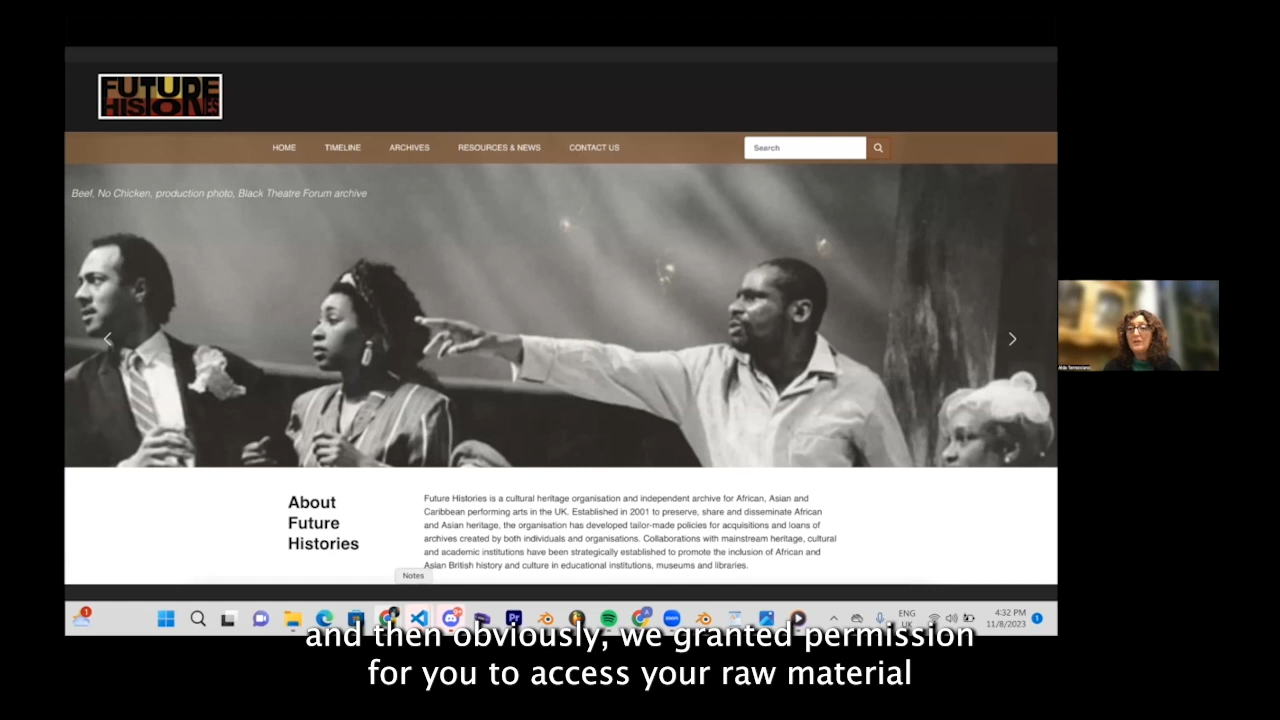 FUTURE
HISTORIES
HOME TIMELINE ARCHIVES RESOURCES & NEWS CONTACT US Search
Beef, No Chicken, production photo, Black Theatre Forum archive
About
Future
Histories
Future Histories is a cultural heritage organisation and independent archive for African, Asian and
Caribbean performing arts in the UK. Established in 2001 to preserve, share and disseminate African
and Asian heritage, the organisation has developed tailor-made policies for acquisitions and loans of
archives created by both individuals and organisations. Collaborations with mainstream heritage, cultural
and academic institutions have been strategically established to promote the inclusion of African and
Asian British history and culture in educational institutions, museums and libraries.
Notes
1
9+
Pr
zoom
A
ENG
UK
4:32 PM
11/8/2023
1
and then obviously, we granted permission
for you to access your raw material